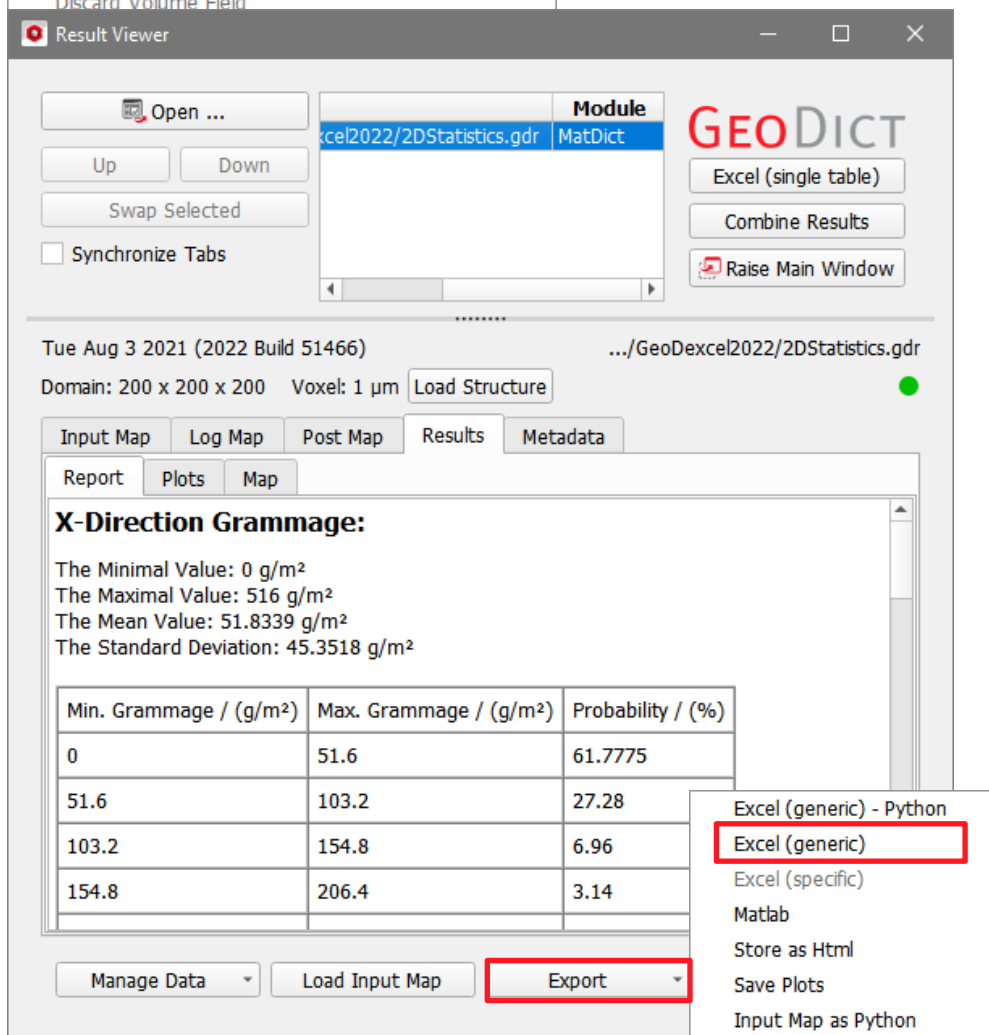 Discard Volume Field
Result Viewer
Open ...
Up Down
Swap Selected
Synchronize Tabs
Module
xcel2022/2DStatistics.gdr MatDict
GEODICT
Excel (single table)
Combine Results
Raise Main Window
Tue Aug 3 2021 (2022 Build 51466) .../GeoDexcel2022/2DStatistics.gdr
Domain: 200 x 200 x 200 Voxel: 1 µm Load Structure
Input Map Log Map Post Map Results Metadata
Report Plots Map
X-Direction Grammage:
The Minimal Value: 0 g/m²
The Maximal Value: 516 g/m²
The Mean Value: 51.8339 g/m²
The Standard Deviation: 45.3518 g/m²
Min. Grammage / (g/m²) Max. Grammage / (g/m²) Probability / (%)
0 51.6 61.7775
51.6 103.2 27.28
103.2 154.8 6.96
154.8 206.4 3.14
Manage Data Load Input Map Export
Excel (generic) - Python
Excel (generic)
Excel (specific)
Matlab
Store as Html
Save Plots
Input Map as Python